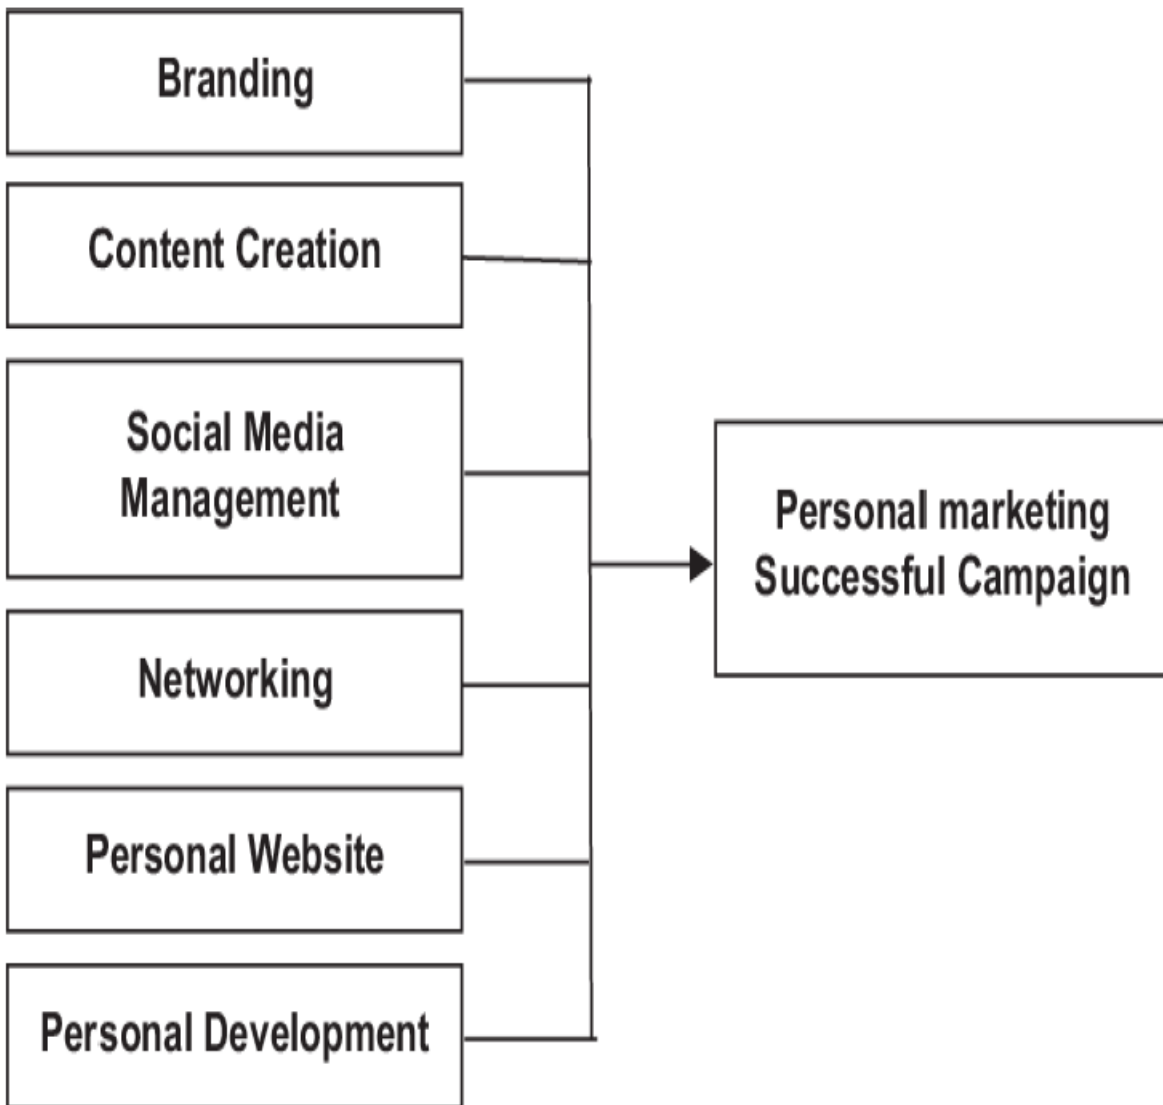 Branding
Content Creation
Social Media
Management
Networking
Personal Website
Personal Development
Personal marketing
Successful Campaign